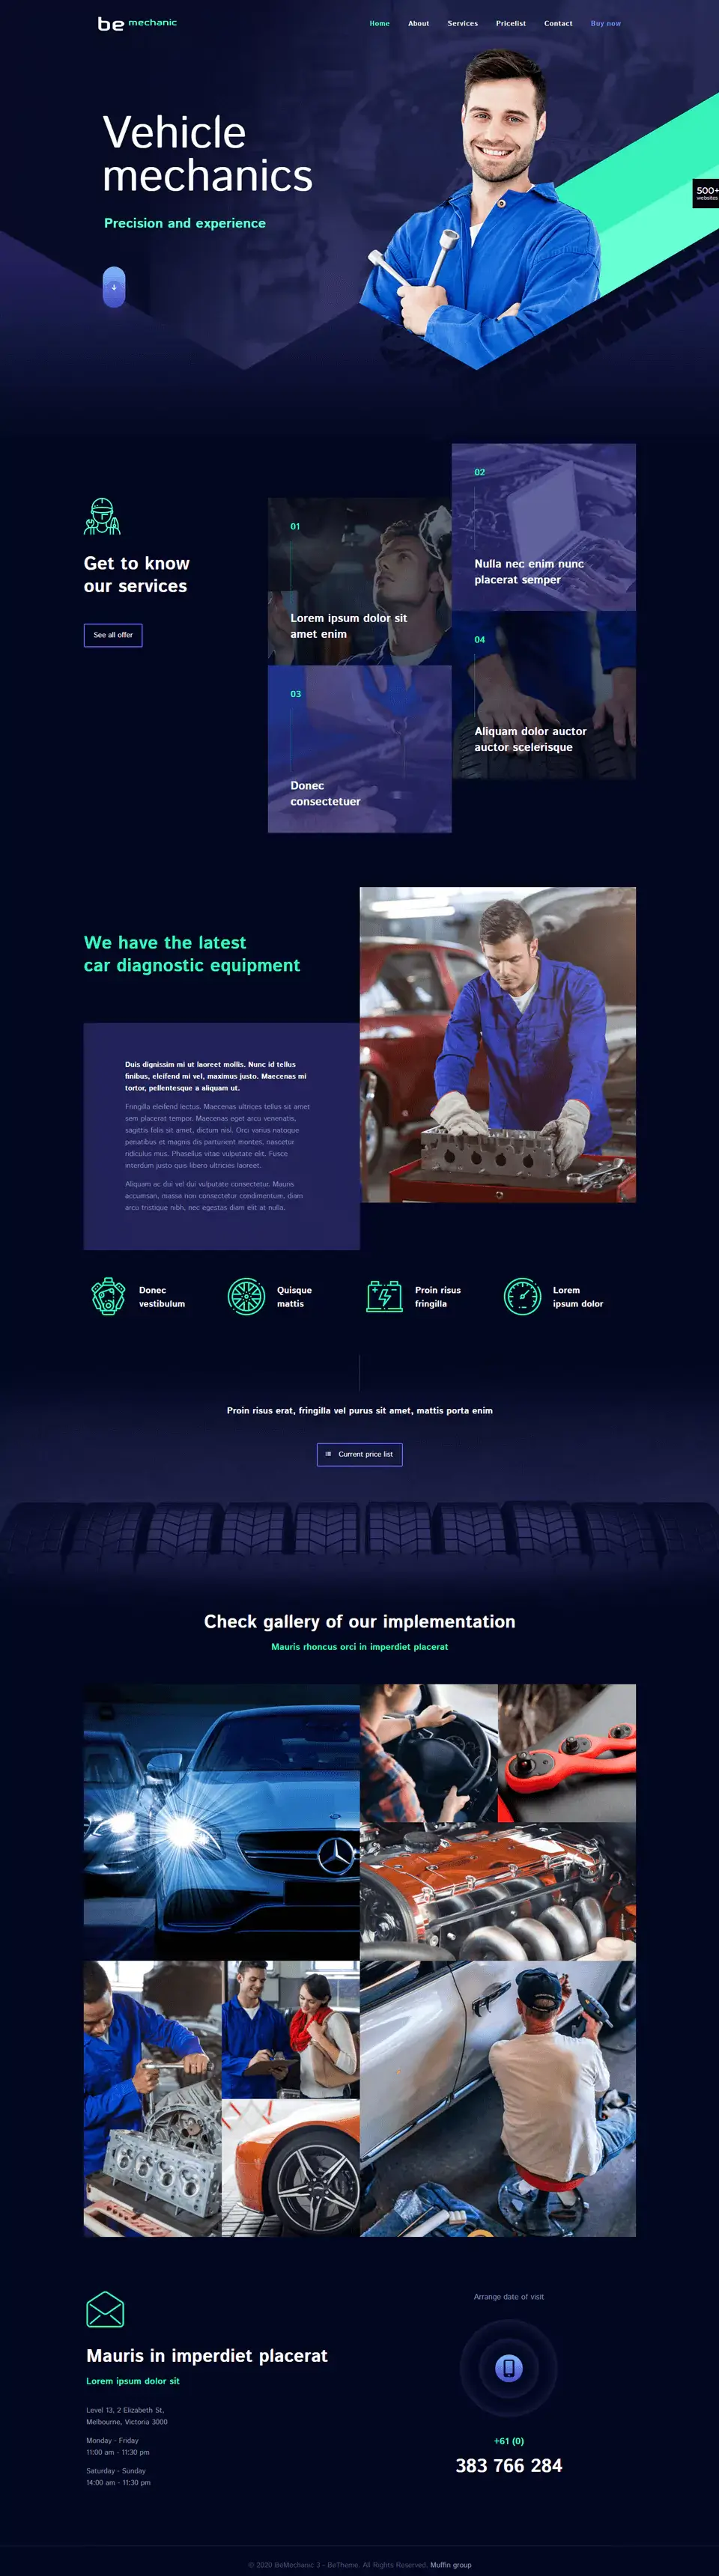 be mechanic
Home About Services Pricelist Contact Buy now
Vehicle
mechanics
Precision and experience
500+
websites
Get to know
our services
See all offer
01
Lorem ipsum dolor sit
amet enim
02
Nulla nec enim nunc
placerat semper
03
Donec
consectetuer
04
Aliquam dolor auctor
auctor scelerisque
We have the latest
car diagnostic equipment
Duis dignissim mi ut laoreet mollis. Nunc id tellus
finibus, eleifend mi vel, maximus justo. Maecenas mi
tortor, pellentesque a aliquam ut.
Fringilla eleifend lectus. Maecenas ultrices tellus sit amet
sem placerat tempor. Maecenas eget arcu venenatis,
sagittis felis sit amet, dictum nisl. Orci varius natoque
penatibus et magnis dis parturient montes, nascetur
ridiculus mus. Phasellus vitae vulputate elit. Fusce
interdum justo quis libero ultricies laoreet.
Aliquam ac dui vel dui vulputate consectetur. Mauris
accumsan, massa non consectetur condimentum, diam
arcu tristique nibh, nec egestas diam elit at nulla.
Donec
vestibulum
Quisque
mattis
Proin risus
fringilla
Lorem
ipsum dolor
Proin risus erat, fringilla vel purus sit amet, mattis porta enim
Current price list
Check gallery of our implementation
Mauris rhoncus orci in imperdiet placerat
Mauris in imperdiet placerat
Lorem ipsum dolor sit
Level 13, 2 Elizabeth St,
Melbourne, Victoria 3000
Monday - Friday
11:00 am - 11:30 pm
Saturday - Sunday
14:00 am - 11:30 pm
Arrange date of visit
+61 (0)
383 766 284
© 2020 BeMechanic 3 - BeTheme. All Rights Reserved. Muffin group